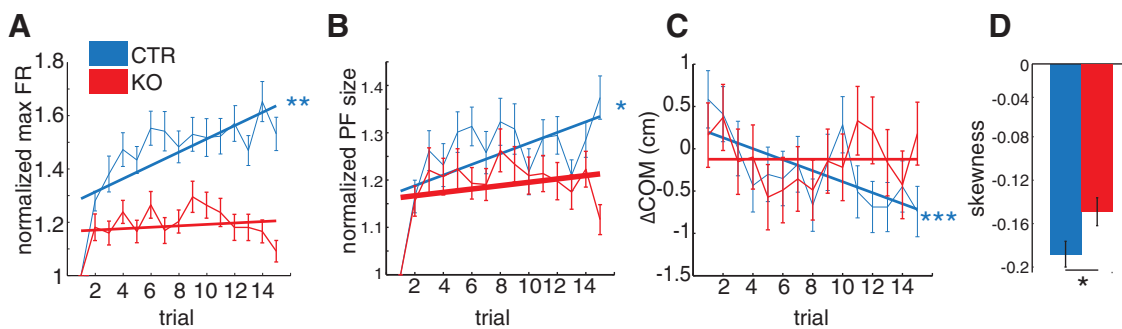 A
B
C
D
CTR
KO
normalized max FR
1.8
1.6
1.4
1.2
1
**
2 4 6 8 10 12 14
trial
normalized PF size
1.4
1.3
1.2
1.1
1
*
2 4 6 8 10 12 14
trial
ΔCOM (cm)
1
0.5
0
-0.5
-1
-1.5
***
2 4 6 8 10 12 14
trial
skewness
0
-0.04
-0.08
-0.12
-0.16
-0.2
*